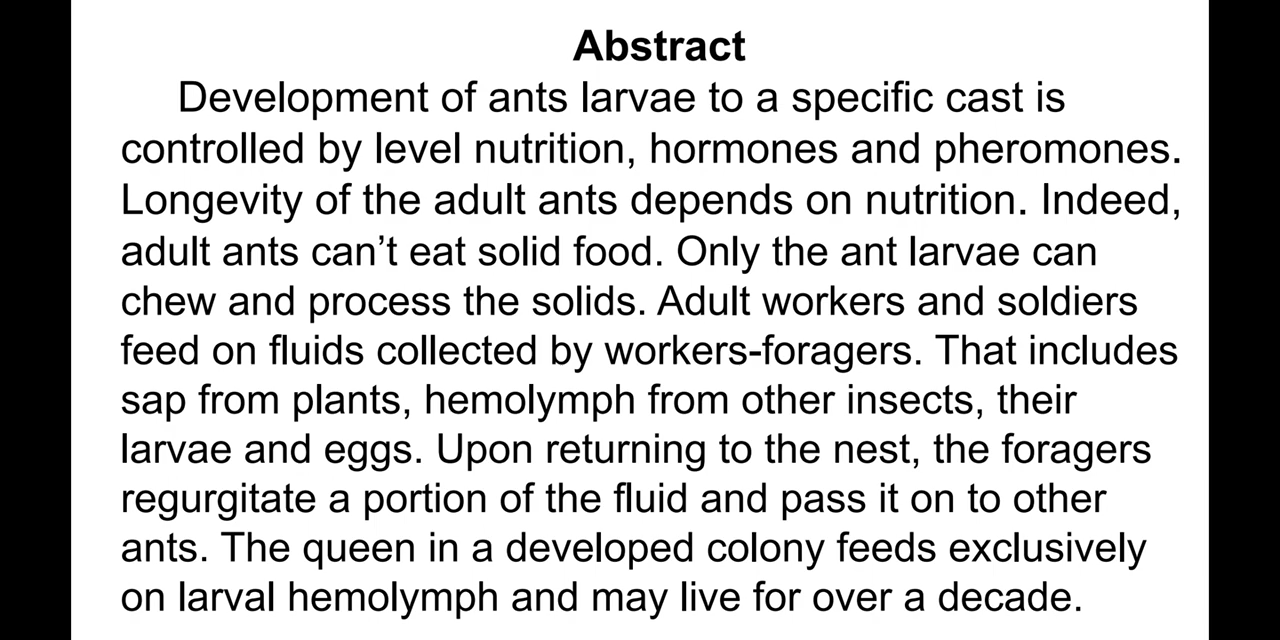 Abstract
Development of ants larvae to a specific cast is
controlled by level nutrition, hormones and pheromones.
Longevity of the adult ants depends on nutrition. Indeed,
adult ants can’t eat solid food. Only the ant larvae can
chew and process the solids. Adult workers and soldiers
feed on fluids collected by workers-foragers. That includes
sap from plants, hemolymph from other insects, their
larvae and eggs. Upon returning to the nest, the foragers
regurgitate a portion of the fluid and pass it on to other
ants. The queen in a developed colony feeds exclusively
on larval hemolymph and may live for over a decade.